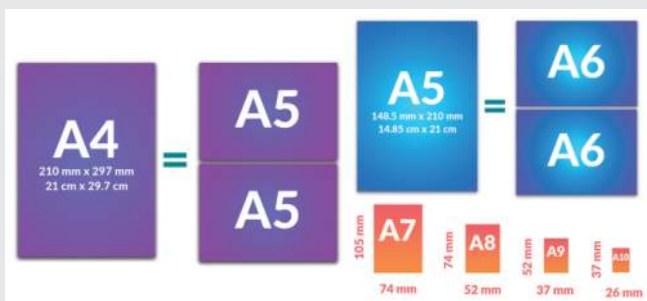 A4
210 mm x 297 mm
21 cm x 29.7 cm
=
A5
A5
A5
148.5 mm x 210 mm
14.85 cm x 21 cm
=
A6
A6
105 mm
A7
74 mm
74 mm
A8
52 mm
52 mm
A9
37 mm
37 mm
A10
26 mm